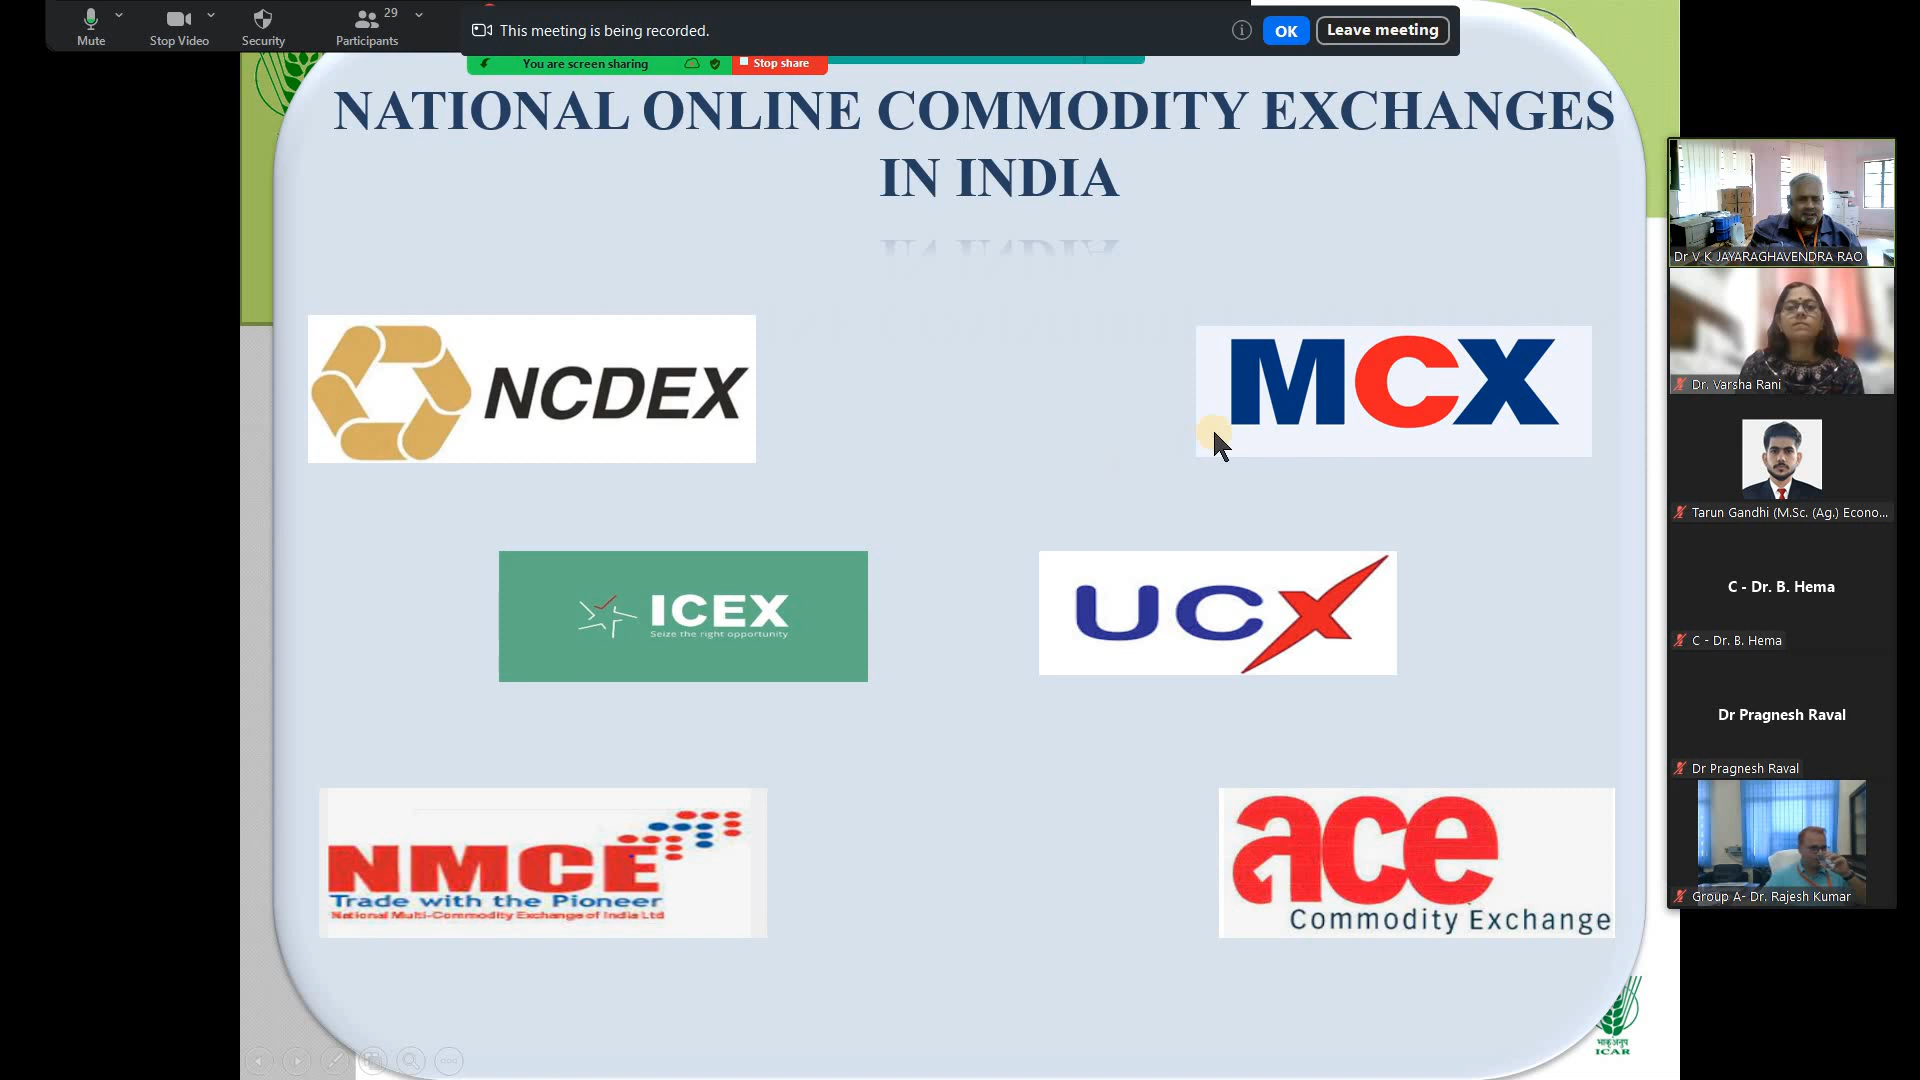 Mute
Stop Video
Security
29
Participants
This meeting is being recorded.
OK
Leave meeting
You are screen sharing
Stop share
NATIONAL ONLINE COMMODITY EXCHANGES
IN INDIA
NCDEX
MCX
ICEX
Seize the right opportunity
UCX
NMCE
Trade with the Pioneer
National Multi-Commodity Exchange of India Ltd
ace
Commodity Exchange
भाकृअनुप
ICAR
Dr V K JAYARAGHAVENDRA RAO
Dr. Varsha Rani
Tarun Gandhi (M.Sc. (Ag.) Econo...
C - Dr. B. Hema
C - Dr. B. Hema
Dr Pragnesh Raval
Dr Pragnesh Raval
Group A- Dr. Rajesh Kumar